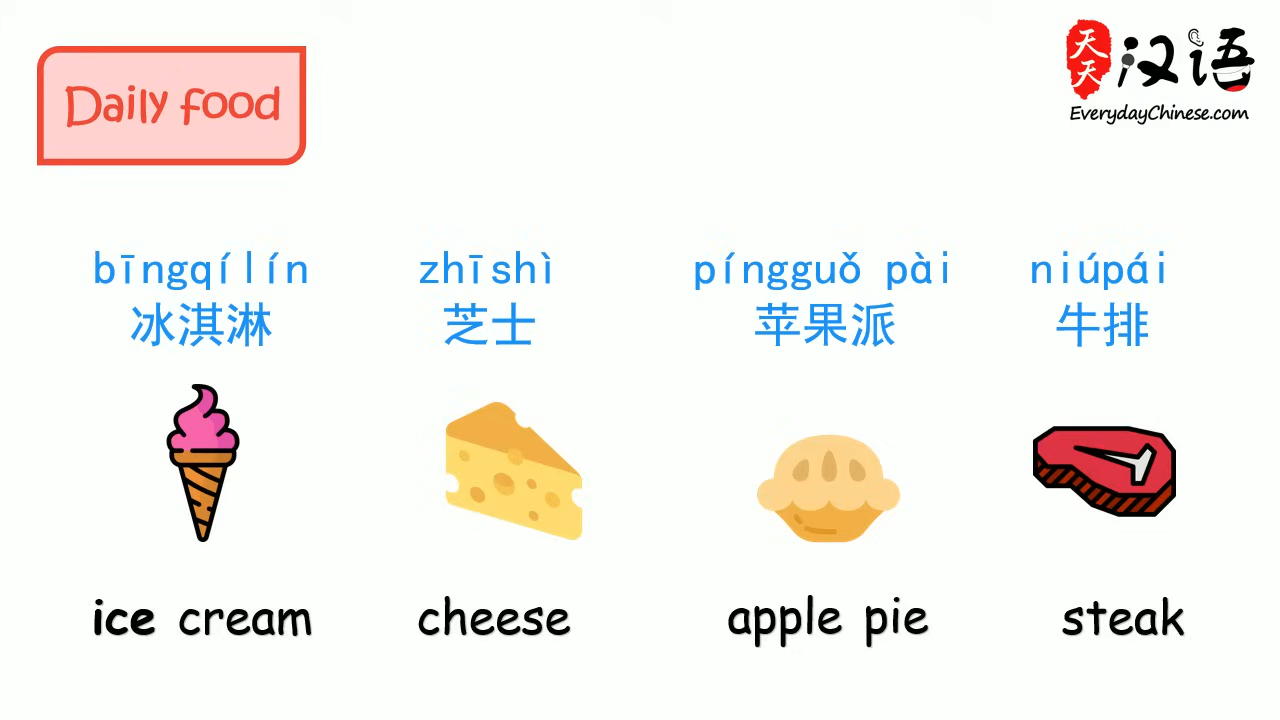 Daily food
天天汉语
EverydayChinese.com
bīngqílín zhīshì píngguǒ pài niúpái
冰淇淋 芝士 苹果派 牛排
ice cream cheese apple pie steak